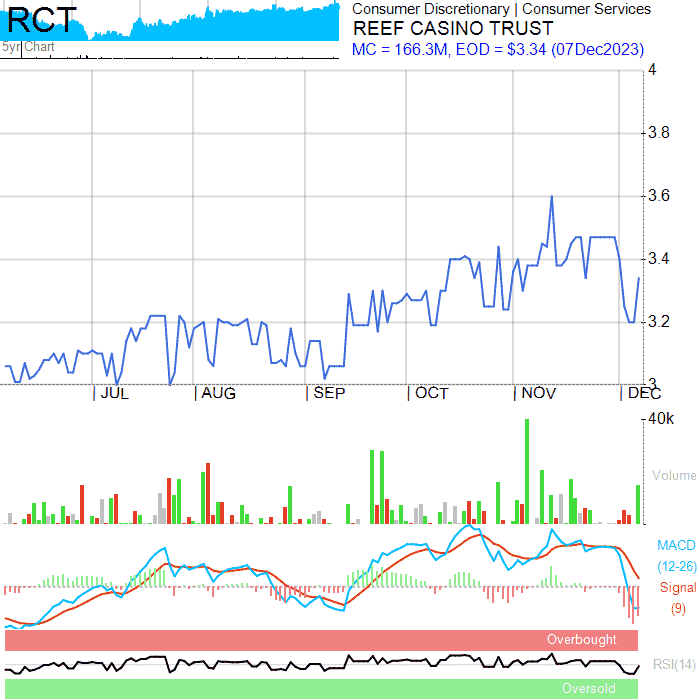 RCT
Consumer Discretionary | Consumer Services
REEF CASINO TRUST
MC = 166.3M, EOD = $3.34 (07Dec2023)
5yr Chart
4
3.8
3.6
3.4
3.2
3
JUL
AUG
SEP
OCT
NOV
DEC
40k
Volume
MACD
(12-26)
Signal
(9)
Overbought
RSI(14)
Oversold